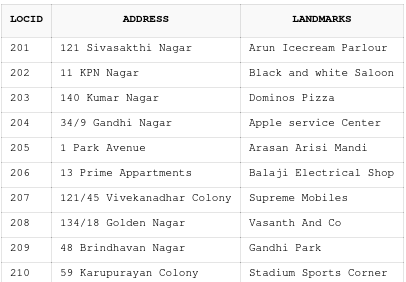 LOCID ADDRESS LANDMARKS
201 121 Sivasakthi Nagar Arun Icecream Parlour
202 11 KPN Nagar Black and white Saloon
203 140 Kumar Nagar Dominos Pizza
204 34/9 Gandhi Nagar Apple service Center
205 1 Park Avenue Arasan Arisi Mandi
206 13 Prime Appartments Balaji Electrical Shop
207 121/45 Vivekanadhar Colony Supreme Mobiles
208 134/18 Golden Nagar Vasanth And Co
209 48 Brindhavan Nagar Gandhi Park
210 59 Karupurayan Colony Stadium Sports Corner